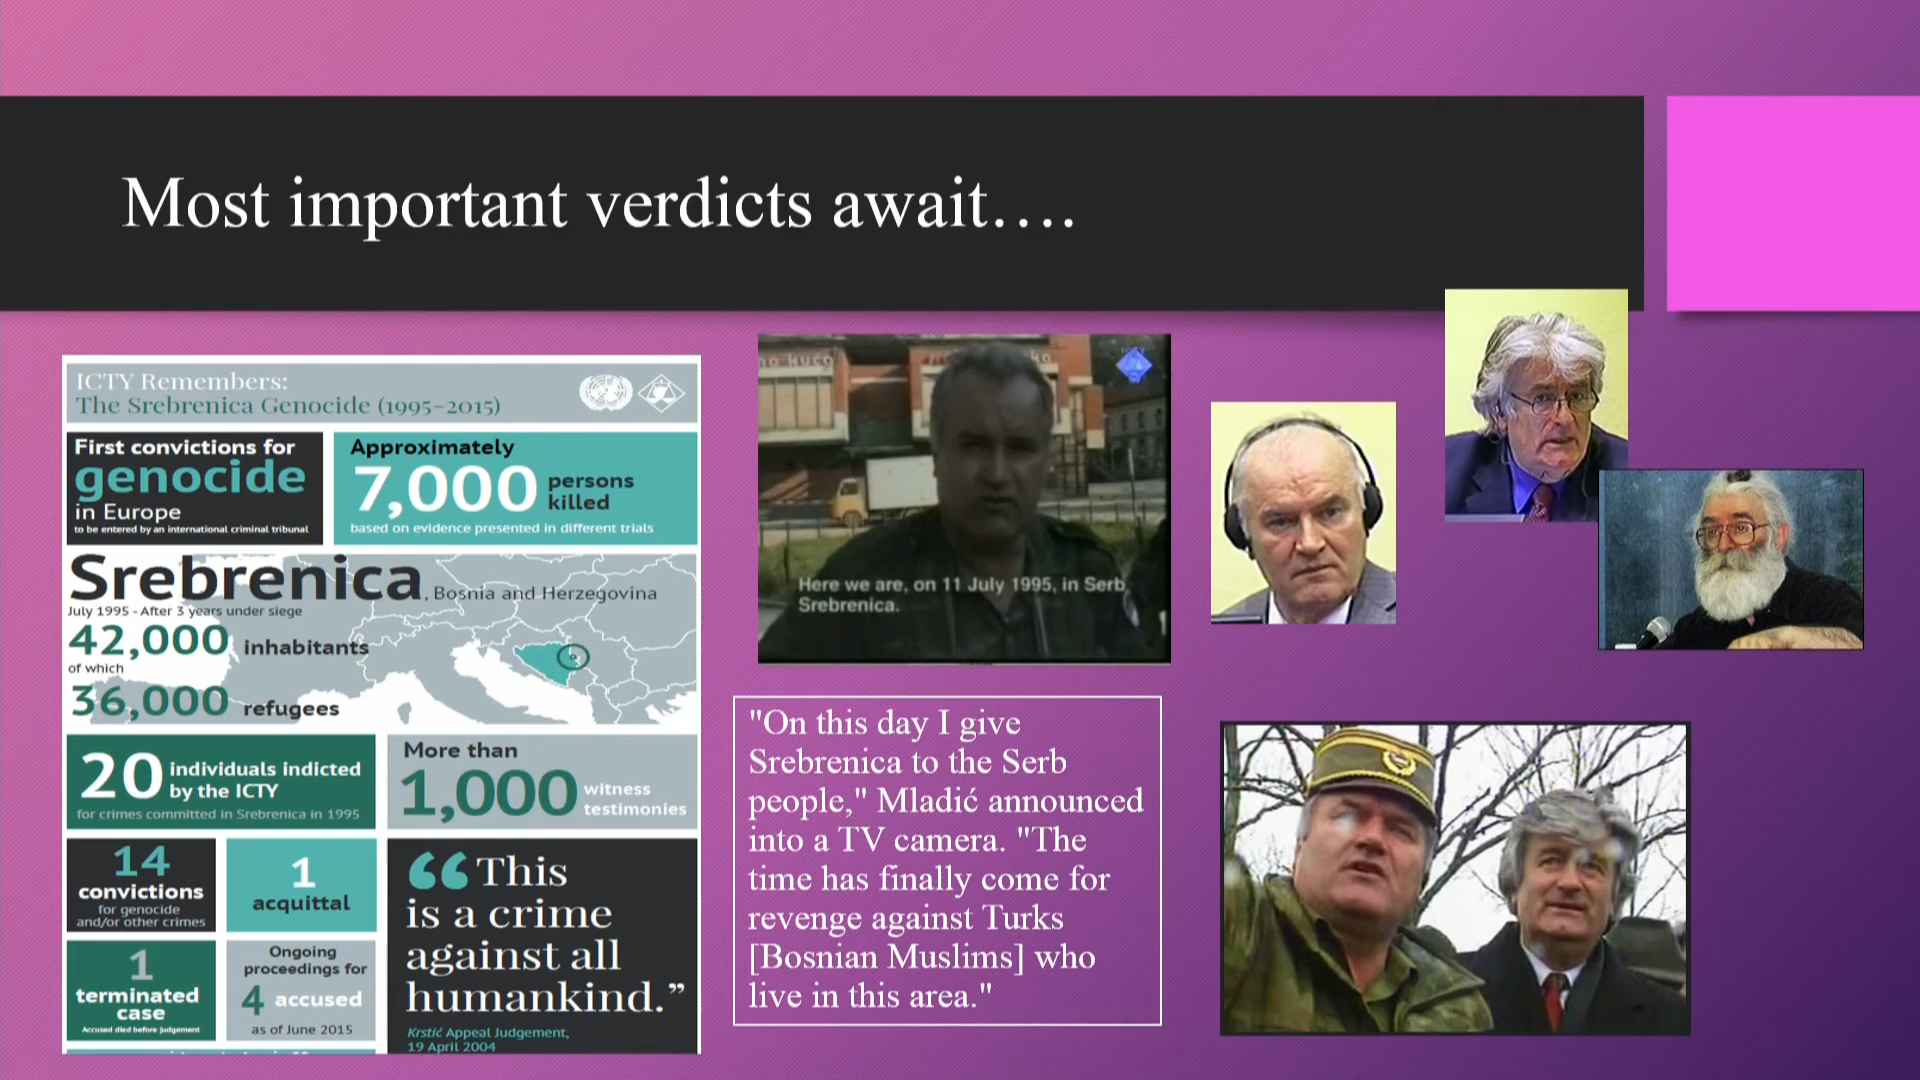 Most important verdicts await….
ICTY Remembers:
The Srebrenica Genocide (1995–2015)
First convictions for
genocide
in Europe
to be entered by an international criminal tribunal
Approximately
7,000 persons killed
based on evidence presented in different trials
Srebrenica, Bosnia and Herzegovina
July 1995 - After 3 years under siege
42,000 inhabitants
of which
36,000 refugees
20 individuals indicted
by the ICTY
for crimes committed in Srebrenica in 1995
More than
1,000 witness testimonies
14
convictions
for genocide
and/or other crimes
1
acquittal
1
terminated
case
Accused died before judgement
Ongoing
proceedings for
4 accused
as of June 2015
“This
is a crime
against all
humankind.”
Krstić Appeal Judgement,
19 April 2004
Here we are, on 11 July 1995, in Serb
Srebrenica.
"On this day I give
Srebrenica to the Serb
people," Mladić announced
into a TV camera. "The
time has finally come for
revenge against Turks
[Bosnian Muslims] who
live in this area."